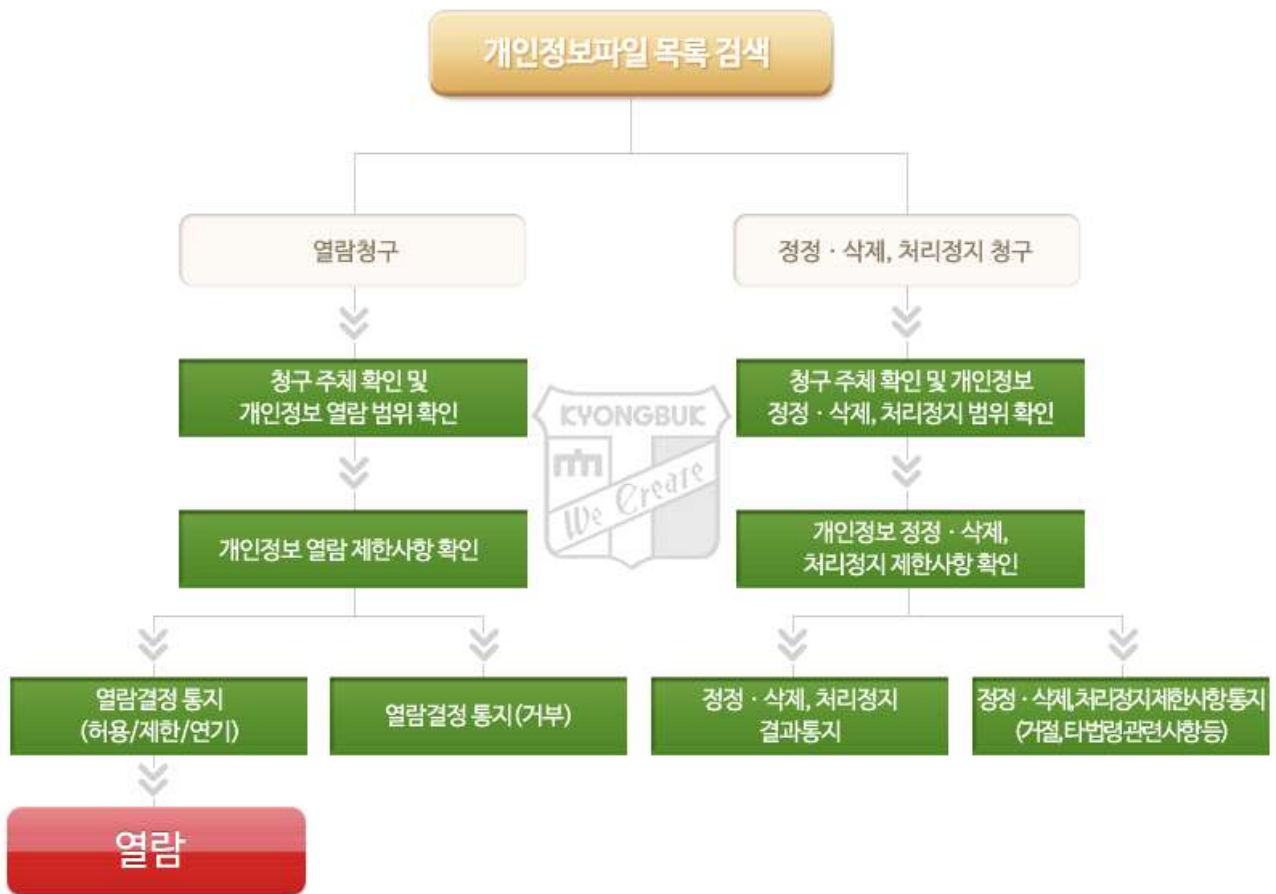 개인정보파일 목록 검색
열람청구
정정 · 삭제, 처리정지 청구
청구 주체 확인 및
개인정보 열람 범위 확인
청구 주체 확인 및 개인정보
정정 · 삭제, 처리정지 범위 확인
KYONGBUK
We Create
개인정보 열람 제한사항 확인
개인정보 정정 · 삭제,
처리정지 제한사항 확인
열람결정 통지
(허용/제한/연기)
열람결정 통지(거부)
정정 · 삭제, 처리정지
결과통지
정정 · 삭제,처리정지제한사항통지
(거절,타법령관련사항등)
열람